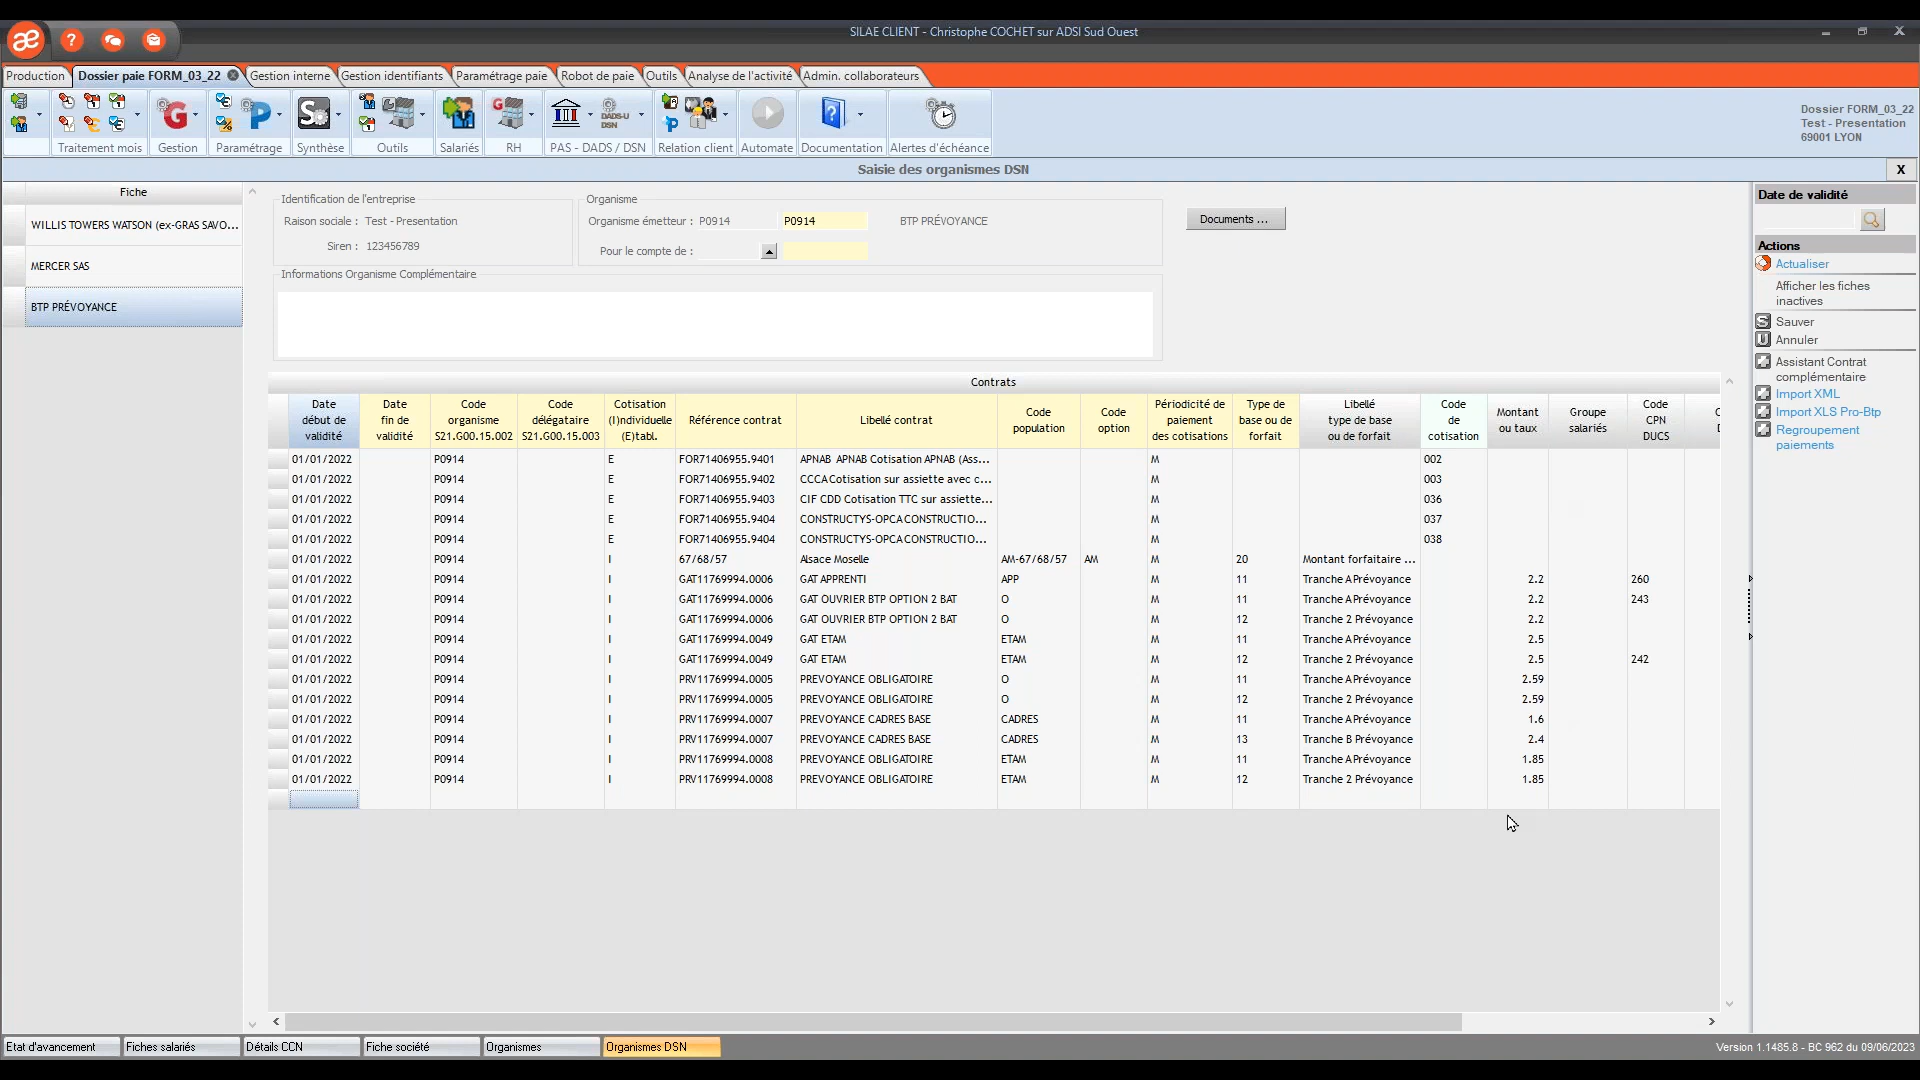 SILAE CLIENT - Christophe COCHET sur ADSI Sud Ouest
Production
Dossier paie FORM_03_22
Gestion interne
Gestion identifiants
Paramétrage paie
Robot de paie
Outils
Analyse de l'activité
Admin. collaborateurs
Traitement mois
Gestion
Paramétrage
Synthèse
Outils
Salariés
RH
DADS-U
DSN
PAS - DADS / DSN
Relation client
Automate
Documentation
Alertes d'échéance
Dossier FORM_03_22
Test - Presentation
69001 LYON
Saisie des organismes DSN
X
Fiche
WILLIS TOWERS WATSON (ex-GRAS SAVO...
MERCER SAS
BTP PRÉVOYANCE
Identification de l'entreprise
Raison sociale : Test - Presentation
Siren : 123456789
Organisme
Organisme émetteur : P0914 P0914 BTP PRÉVOYANCE
Pour le compte de :
Documents ...
Informations Organisme Complémentaire
Contrats
Date début de validité
Date fin de validité
Code organisme S21.G00.15.002
Code délégataire S21.G00.15.003
Cotisation (I)ndividuelle (E)tabl.
Référence contrat
Libellé contrat
Code population
Code option
Périodicité de paiement des cotisations
Type de base ou de forfait
Libellé type de base ou de forfait
Code de cotisation
Montant ou taux
Groupe salariés
Code CPN DUCS
01/01/2022 P0914 E FOR71406955.9401 APNAB APNAB Cotisation APNAB (Ass... M 002
01/01/2022 P0914 E FOR71406955.9402 CCCA Cotisation sur assiette avec c... M 003
01/01/2022 P0914 E FOR71406955.9403 CIF CDD Cotisation TTC sur assiette... M 036
01/01/2022 P0914 E FOR71406955.9404 CONSTRUCTYS-OPCA CONSTRUCTIO... M 037
01/01/2022 P0914 E FOR71406955.9404 CONSTRUCTYS-OPCA CONSTRUCTIO... M 038
01/01/2022 P0914 I 67/68/57 Alsace Moselle AM-67/68/57 AM M 20 Montant forfaitaire ...
01/01/2022 P0914 I GAT11769994.0006 GAT APPRENTI APP M 11 Tranche A Prévoyance 2.2 260
01/01/2022 P0914 I GAT11769994.0006 GAT OUVRIER BTP OPTION 2 BAT O M 11 Tranche A Prévoyance 2.2 243
01/01/2022 P0914 I GAT11769994.0006 GAT OUVRIER BTP OPTION 2 BAT O M 12 Tranche 2 Prévoyance 2.2
01/01/2022 P0914 I GAT11769994.0049 GAT ETAM ETAM M 11 Tranche A Prévoyance 2.5
01/01/2022 P0914 I GAT11769994.0049 GAT ETAM ETAM M 12 Tranche 2 Prévoyance 2.5 242
01/01/2022 P0914 I PRV11769994.0005 PREVOYANCE OBLIGATOIRE O M 11 Tranche A Prévoyance 2.59
01/01/2022 P0914 I PRV11769994.0005 PREVOYANCE OBLIGATOIRE O M 12 Tranche 2 Prévoyance 2.59
01/01/2022 P0914 I PRV11769994.0007 PREVOYANCE CADRES BASE CADRES M 11 Tranche A Prévoyance 1.6
01/01/2022 P0914 I PRV11769994.0007 PREVOYANCE CADRES BASE CADRES M 13 Tranche B Prévoyance 2.4
01/01/2022 P0914 I PRV11769994.0008 PREVOYANCE OBLIGATOIRE ETAM M 11 Tranche A Prévoyance 1.85
01/01/2022 P0914 I PRV11769994.0008 PREVOYANCE OBLIGATOIRE ETAM M 12 Tranche 2 Prévoyance 1.85
Date de validité
Actions
Actualiser
Afficher les fiches
inactives
Sauver
Annuler
Assistant Contrat
complémentaire
Import XML
Import XLS Pro-Btp
Regroupement
paiements
Etat d'avancement
Fiches salariés
Détails CCN
Fiche société
Organismes
Organismes DSN
Version 1.1485.8 - BC 962 du 09/06/2023